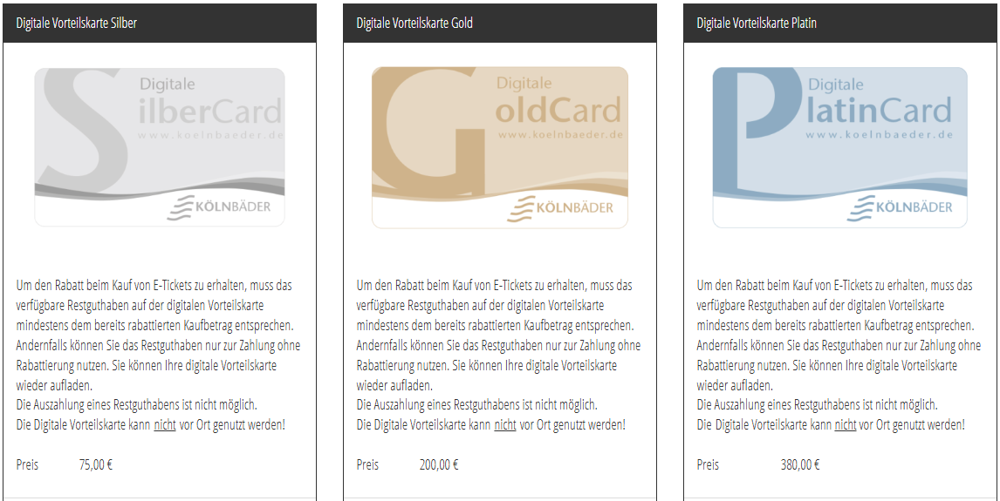 Digitale Vorteilskarte Silber
Digitale
SilberCard
www.koelnbaeder.de
KÖLNBÄDER
Um den Rabatt beim Kauf von E-Tickets zu erhalten, muss das
verfügbare Restguthaben auf der digitalen Vorteilskarte
mindestens dem bereits rabattierten Kaufbetrag entsprechen.
Andernfalls können Sie das Restguthaben nur zur Zahlung ohne
Rabattierung nutzen. Sie können Ihre digitale Vorteilskarte
wieder aufladen.
Die Auszahlung eines Restguthabens ist nicht möglich.
Die Digitale Vorteilskarte kann nicht vor Ort genutzt werden!
Preis 75,00 €
Digitale Vorteilskarte Gold
Digitale
GoldCard
www.koelnbaeder.de
KÖLNBÄDER
Um den Rabatt beim Kauf von E-Tickets zu erhalten, muss das
verfügbare Restguthaben auf der digitalen Vorteilskarte
mindestens dem bereits rabattierten Kaufbetrag entsprechen.
Andernfalls können Sie das Restguthaben nur zur Zahlung ohne
Rabattierung nutzen. Sie können Ihre digitale Vorteilskarte
wieder aufladen.
Die Auszahlung eines Restguthabens ist nicht möglich.
Die Digitale Vorteilskarte kann nicht vor Ort genutzt werden!
Preis 200,00 €
Digitale Vorteilskarte Platin
Digitale
PlatinCard
www.koelnbaeder.de
KÖLNBÄDER
Um den Rabatt beim Kauf von E-Tickets zu erhalten, muss das
verfügbare Restguthaben auf der digitalen Vorteilskarte
mindestens dem bereits rabattierten Kaufbetrag entsprechen.
Andernfalls können Sie das Restguthaben nur zur Zahlung ohne
Rabattierung nutzen. Sie können Ihre digitale Vorteilskarte
wieder aufladen.
Die Auszahlung eines Restguthabens ist nicht möglich.
Die Digitale Vorteilskarte kann nicht vor Ort genutzt werden!
Preis 380,00 €